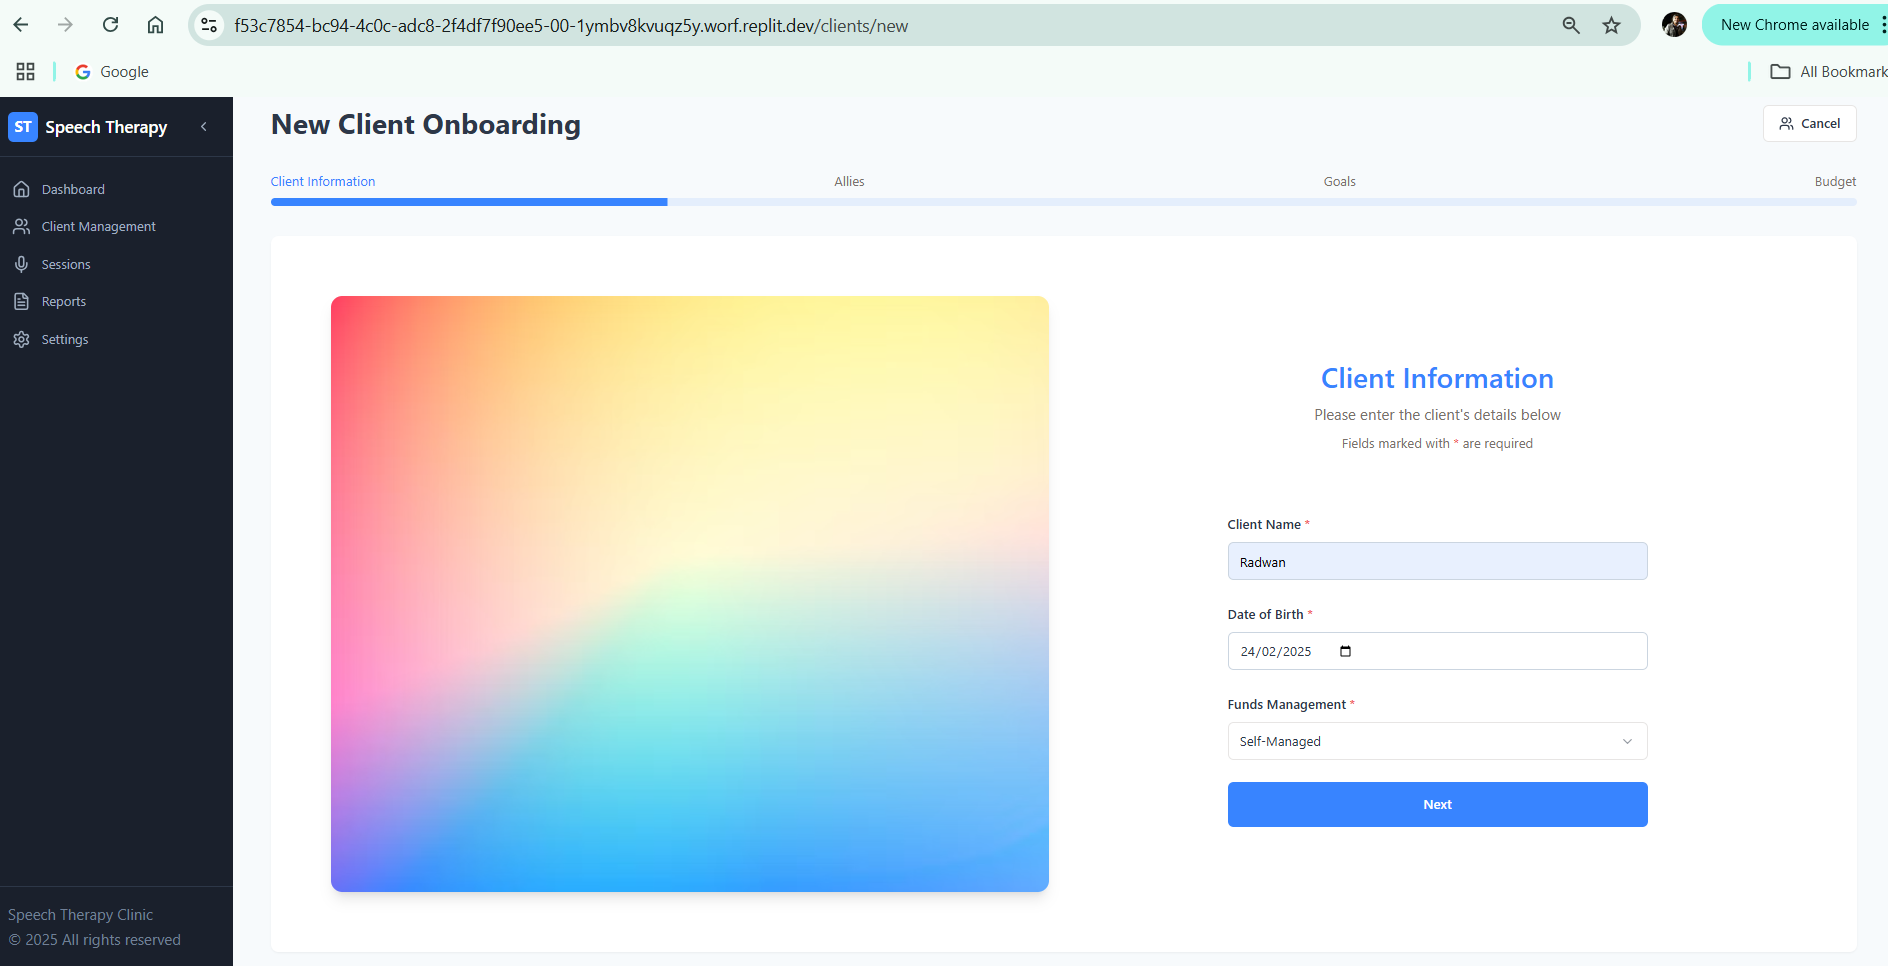 f53c7854-bc94-4c0c-adc8-2f4df7f90ee5-00-1ymbv8kvuqz5y.worf.replit.dev/clients/new
New Chrome available
Google
All Bookmark
ST Speech Therapy
New Client Onboarding
Cancel
Client Information
Allies
Goals
Budget
Dashboard
Client Management
Sessions
Reports
Settings
Client Information
Please enter the client's details below
Fields marked with * are required
Client Name *
Radwan
Date of Birth *
24/02/2025
Funds Management *
Self-Managed
Next
Speech Therapy Clinic
© 2025 All rights reserved